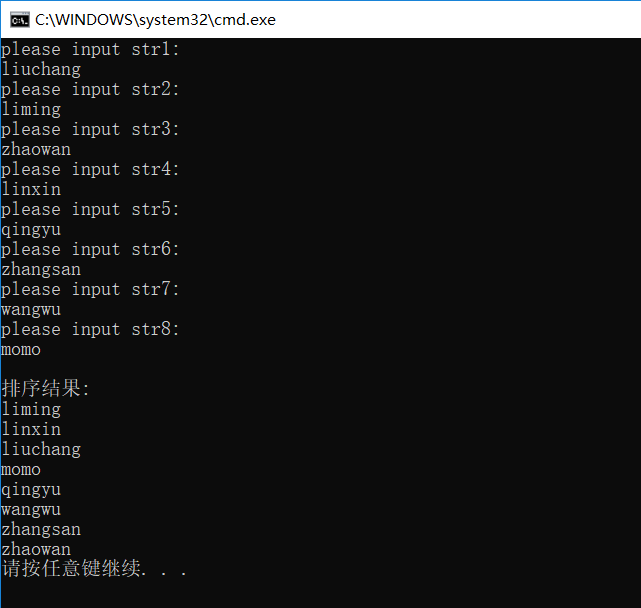 C:\WINDOWS\system32\cmd.exe
please input str1:
liuchang
please input str2:
liming
please input str3:
zhaowan
please input str4:
linxin
please input str5:
qingyu
please input str6:
zhangsan
please input str7:
wangwu
please input str8:
momo
排序结果:
liming
linxin
liuchang
momo
qingyu
wangwu
zhangsan
zhaowan
请按任意键继续. . .